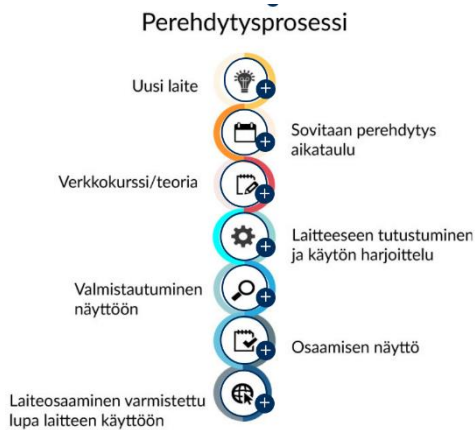 Perehdytysprosessi
Uusi laite
Sovitaan perehdytys
aikataulu
Verkkokurssi/teoria
Laitteeseen tutustuminen
ja käytön harjoittelu
Valmistautuminen
näyttöön
Osaamisen näyttö
Laiteosaaminen varmistettu
lupa laitteen käyttöön